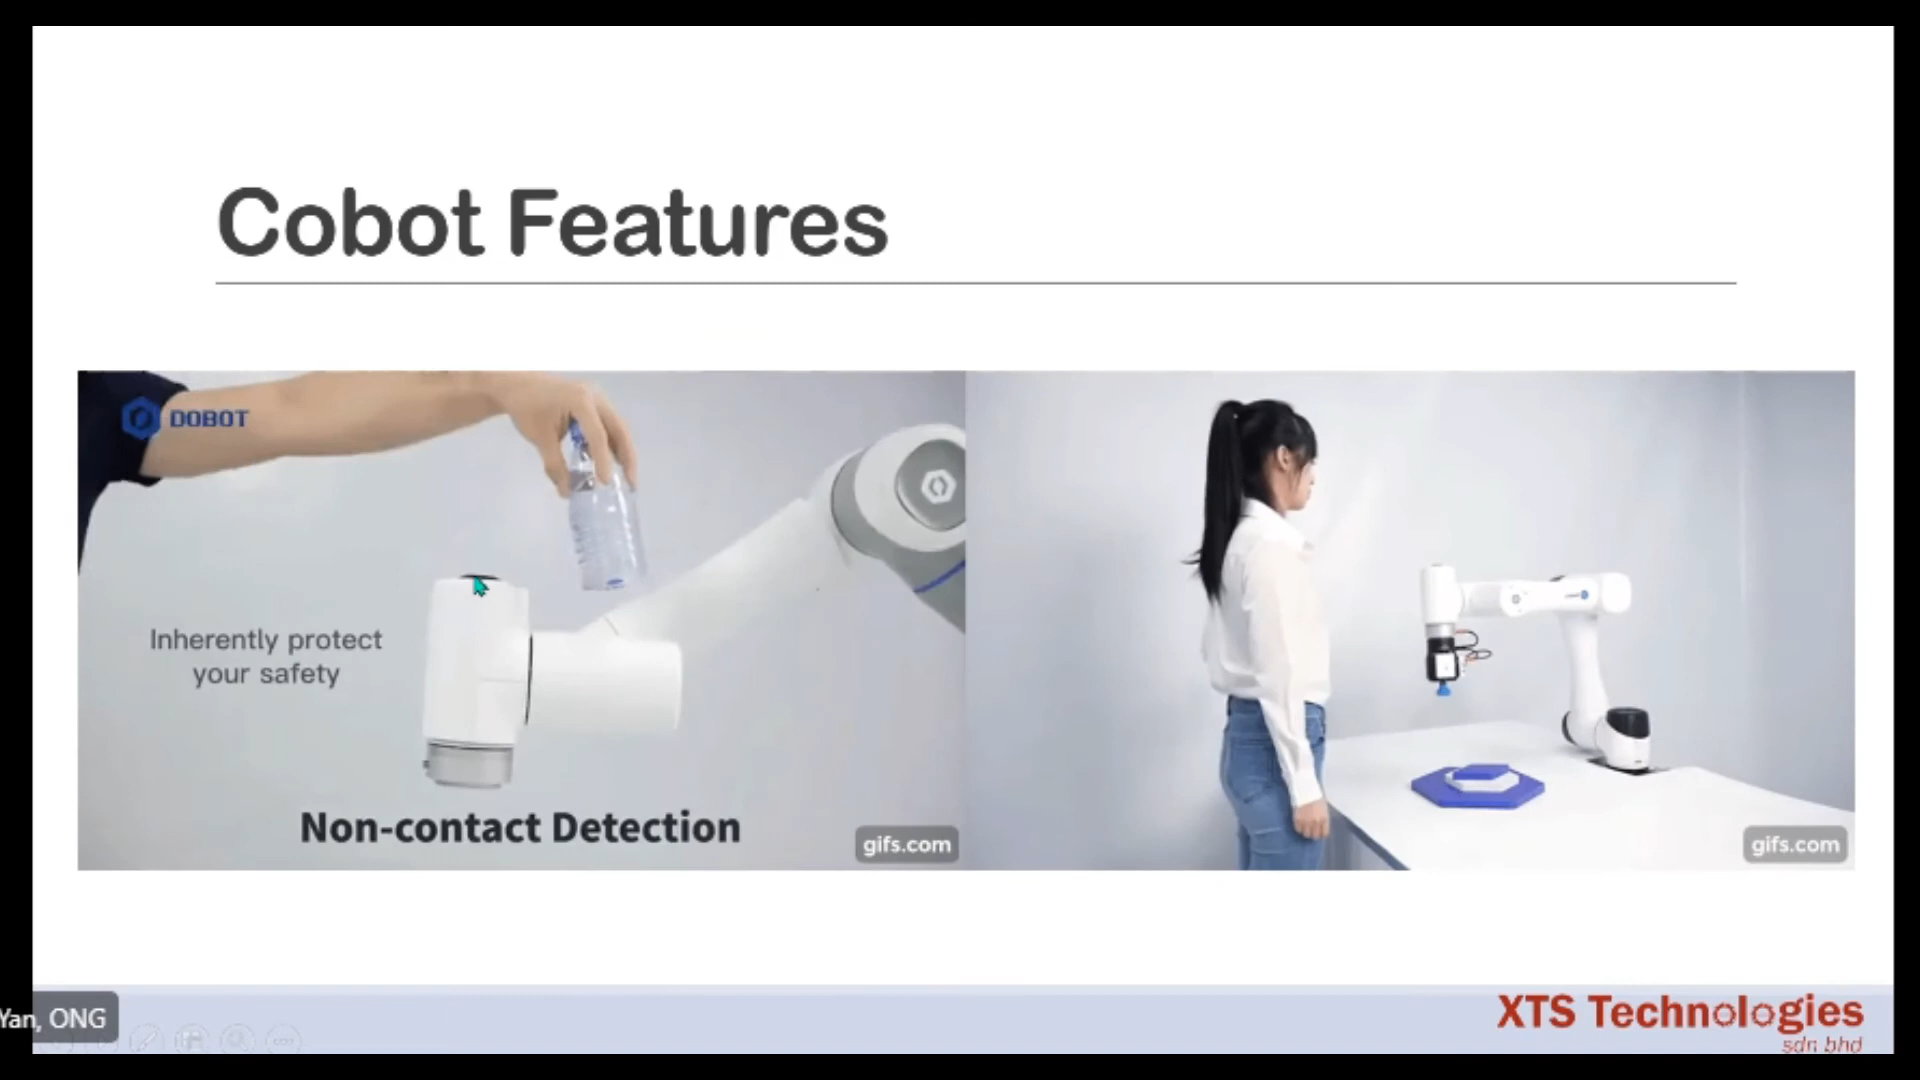 Cobot Features
DOBOT
Inherently protect
your safety
Non-contact Detection
gifs.com
gifs.com
Yan, ONG
XTS Technologies
sdn bhd